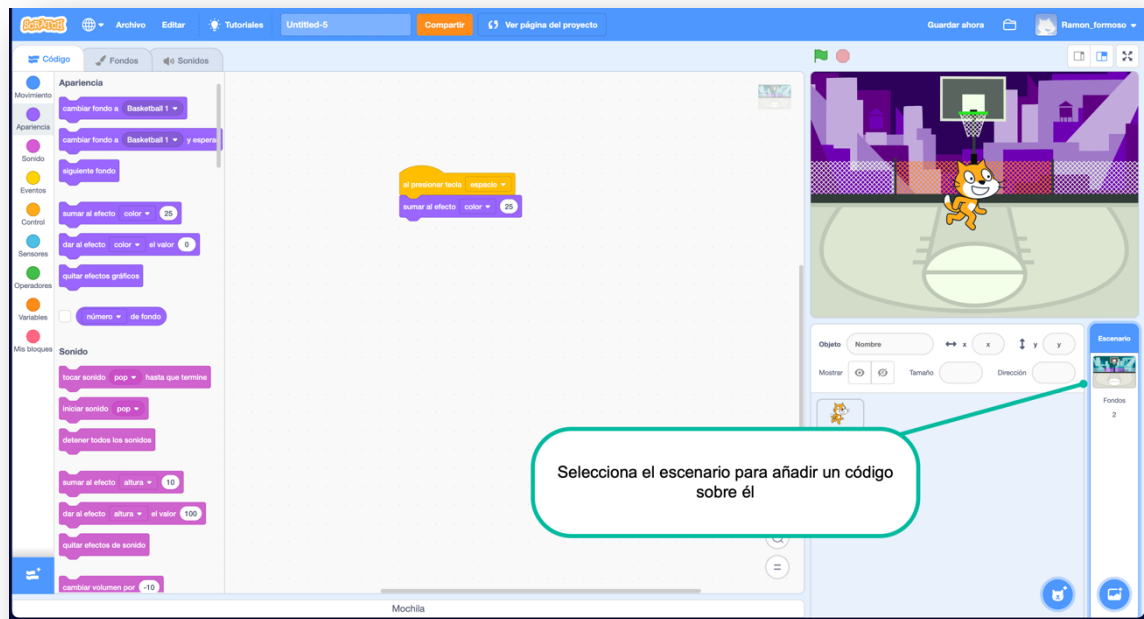 SCRATCH Archivo Editar Tutoriales Untitled-5 Compartir Ver página del proyecto Guardar ahora Ramon_formoso
Código Fondos Sonidos
Movimiento
Apariencia
Sonido
Eventos
Control
Sensores
Operadores
Variables
Mis bloques
Apariencia
cambiar fondo a Basketball 1
cambiar fondo a Basketball 1 y espera
siguiente fondo
sumar al efecto color 25
dar al efecto color el valor 0
quitar efectos gráficos
número de fondo
Sonido
tocar sonido pop hasta que termine
iniciar sonido pop
detener todos los sonidos
sumar al efecto altura 10
dar al efecto altura el valor 100
quitar efectos de sonido
cambiar volumen por -10
al presionar tecla espacio
sumar al efecto color 25
Objeto Nombre x x y y
Mostrar Tamaño Dirección
Escenario
Fondos
2
Selecciona el escenario para añadir un código
sobre él
Mochila